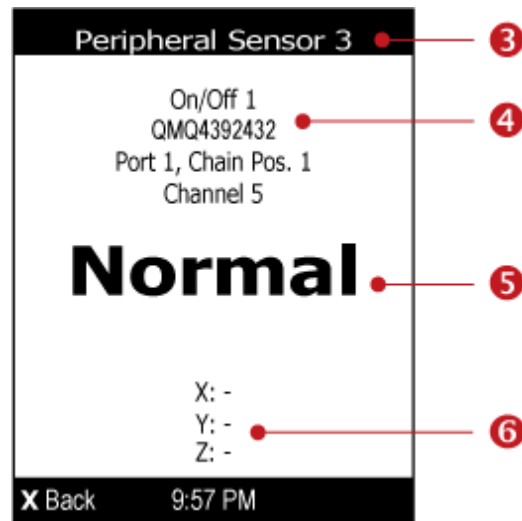 Peripheral Sensor 3
3
On/Off 1
QMQ4392432
4
Port 1, Chain Pos. 1
Channel 5
Normal
5
X: -
Y: -
6
Z: -
X Back 9:57 PM